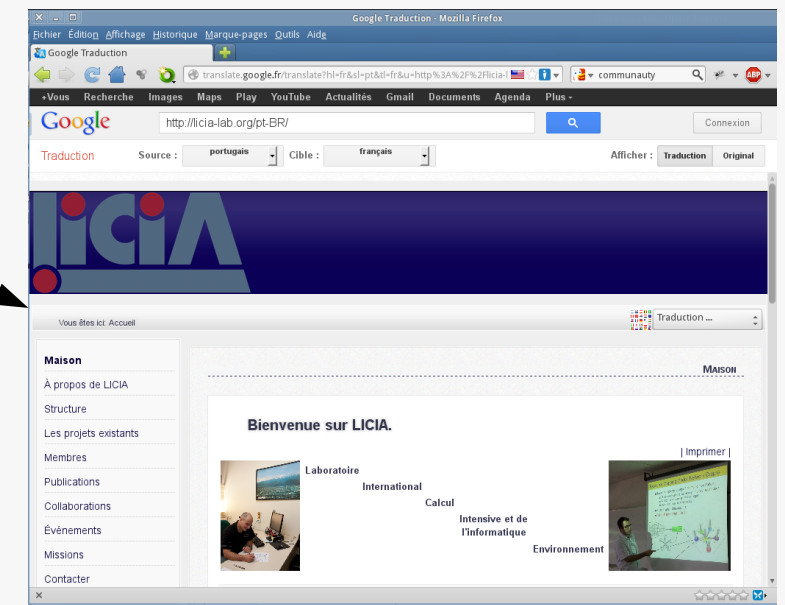 Google Traduction - Mozilla Firefox
Fichier Édition Affichage Historique Marque-pages Outils Aide
Google Traduction
translate.google.fr/translate?hl=fr&sl=pt&tl=fr&u=http%3A%2F%2Flicia-l communauty ABP
+Vous Recherche Images Maps Play YouTube Actualités Gmail Documents Agenda Plus
Google http://licia-lab.org/pt-BR/ Connexion
Traduction Source : portugais Cible : français Afficher : Traduction Original
liCiA
Vous êtes ici: Accueil Traduction ...
Maison
MAISON
À propos de LICIA
Structure
Bienvenue sur LICIA.
Les projets existants
| Imprimer |
Membres
Laboratoire
Publications
International
Collaborations
Calcul
Événements
Intensive et de
l'informatique
Missions
Environnement
Contacter